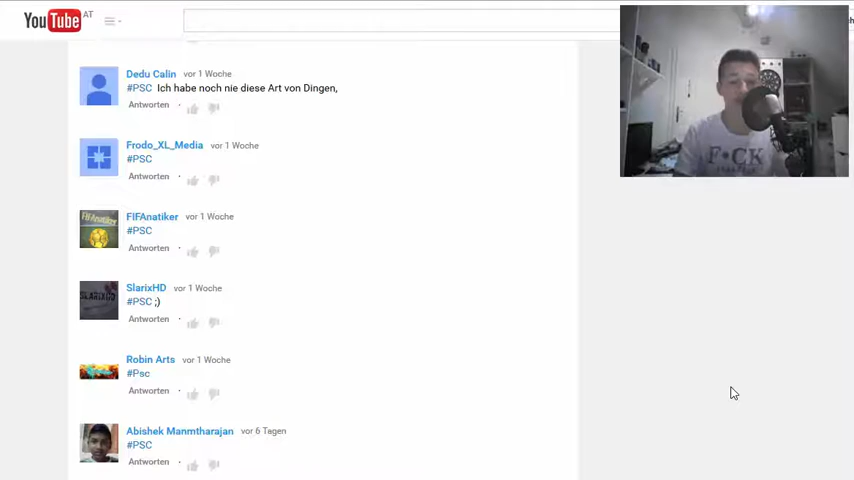 YouTube AT
Dedu Calin vor 1 Woche
#PSC Ich habe noch nie diese Art von Dingen,
Antworten
Frodo_XL_Media vor 1 Woche
#PSC
Antworten
FIFAnatiker vor 1 Woche
#PSC
Antworten
SlarixHD vor 1 Woche
#PSC ;)
Antworten
Robin Arts vor 1 Woche
#Psc
Antworten
Abishek Manmtharajan vor 6 Tagen
#PSC
Antworten
F*CK